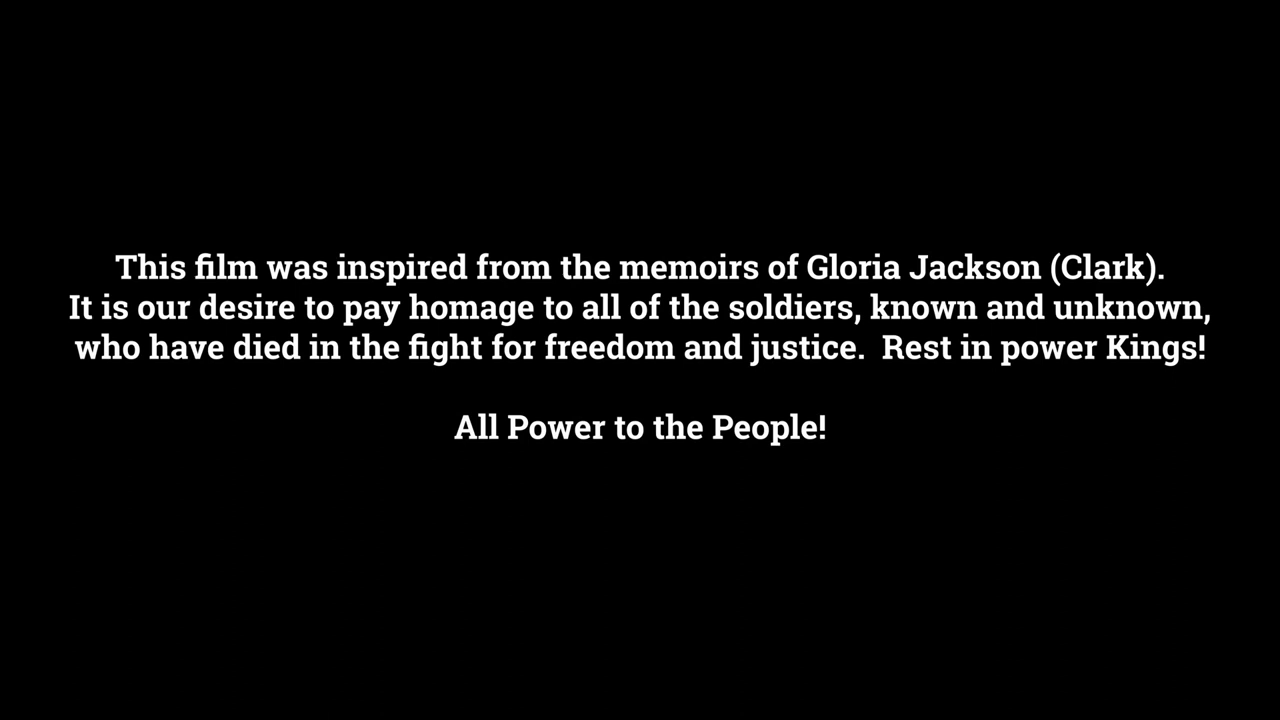 This film was inspired from the memoirs of Gloria Jackson (Clark).
It is our desire to pay homage to all of the soldiers, known and unknown,
who have died in the fight for freedom and justice.  Rest in power Kings!
All Power to the People!